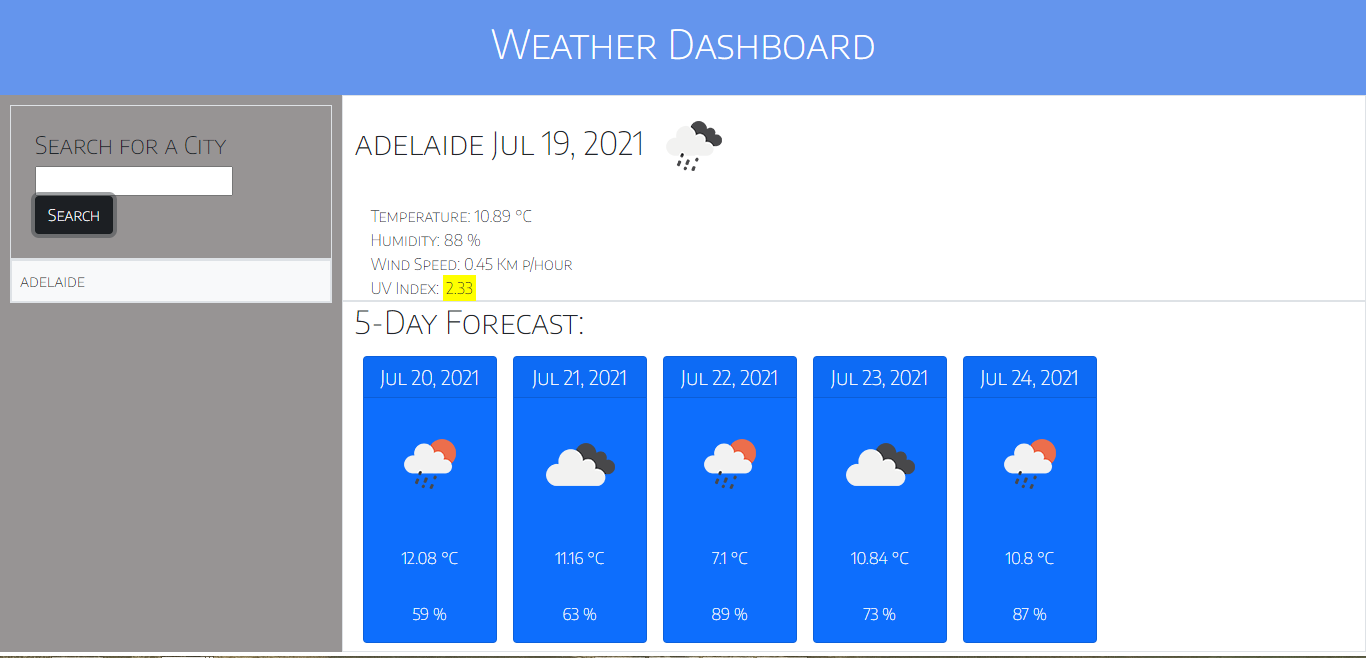 Weather Dashboard
Search for a City
Search
ADELAIDE
ADELAIDE Jul 19, 2021
Temperature: 10.89 °C
Humidity: 88 %
Wind Speed: 0.45 Km p/hour
UV Index: 2.33
5-Day Forecast:
Jul 20, 2021
12.08 °C
59 %
Jul 21, 2021
11.16 °C
63 %
Jul 22, 2021
7.1 °C
89 %
Jul 23, 2021
10.84 °C
73 %
Jul 24, 2021
10.8 °C
87 %